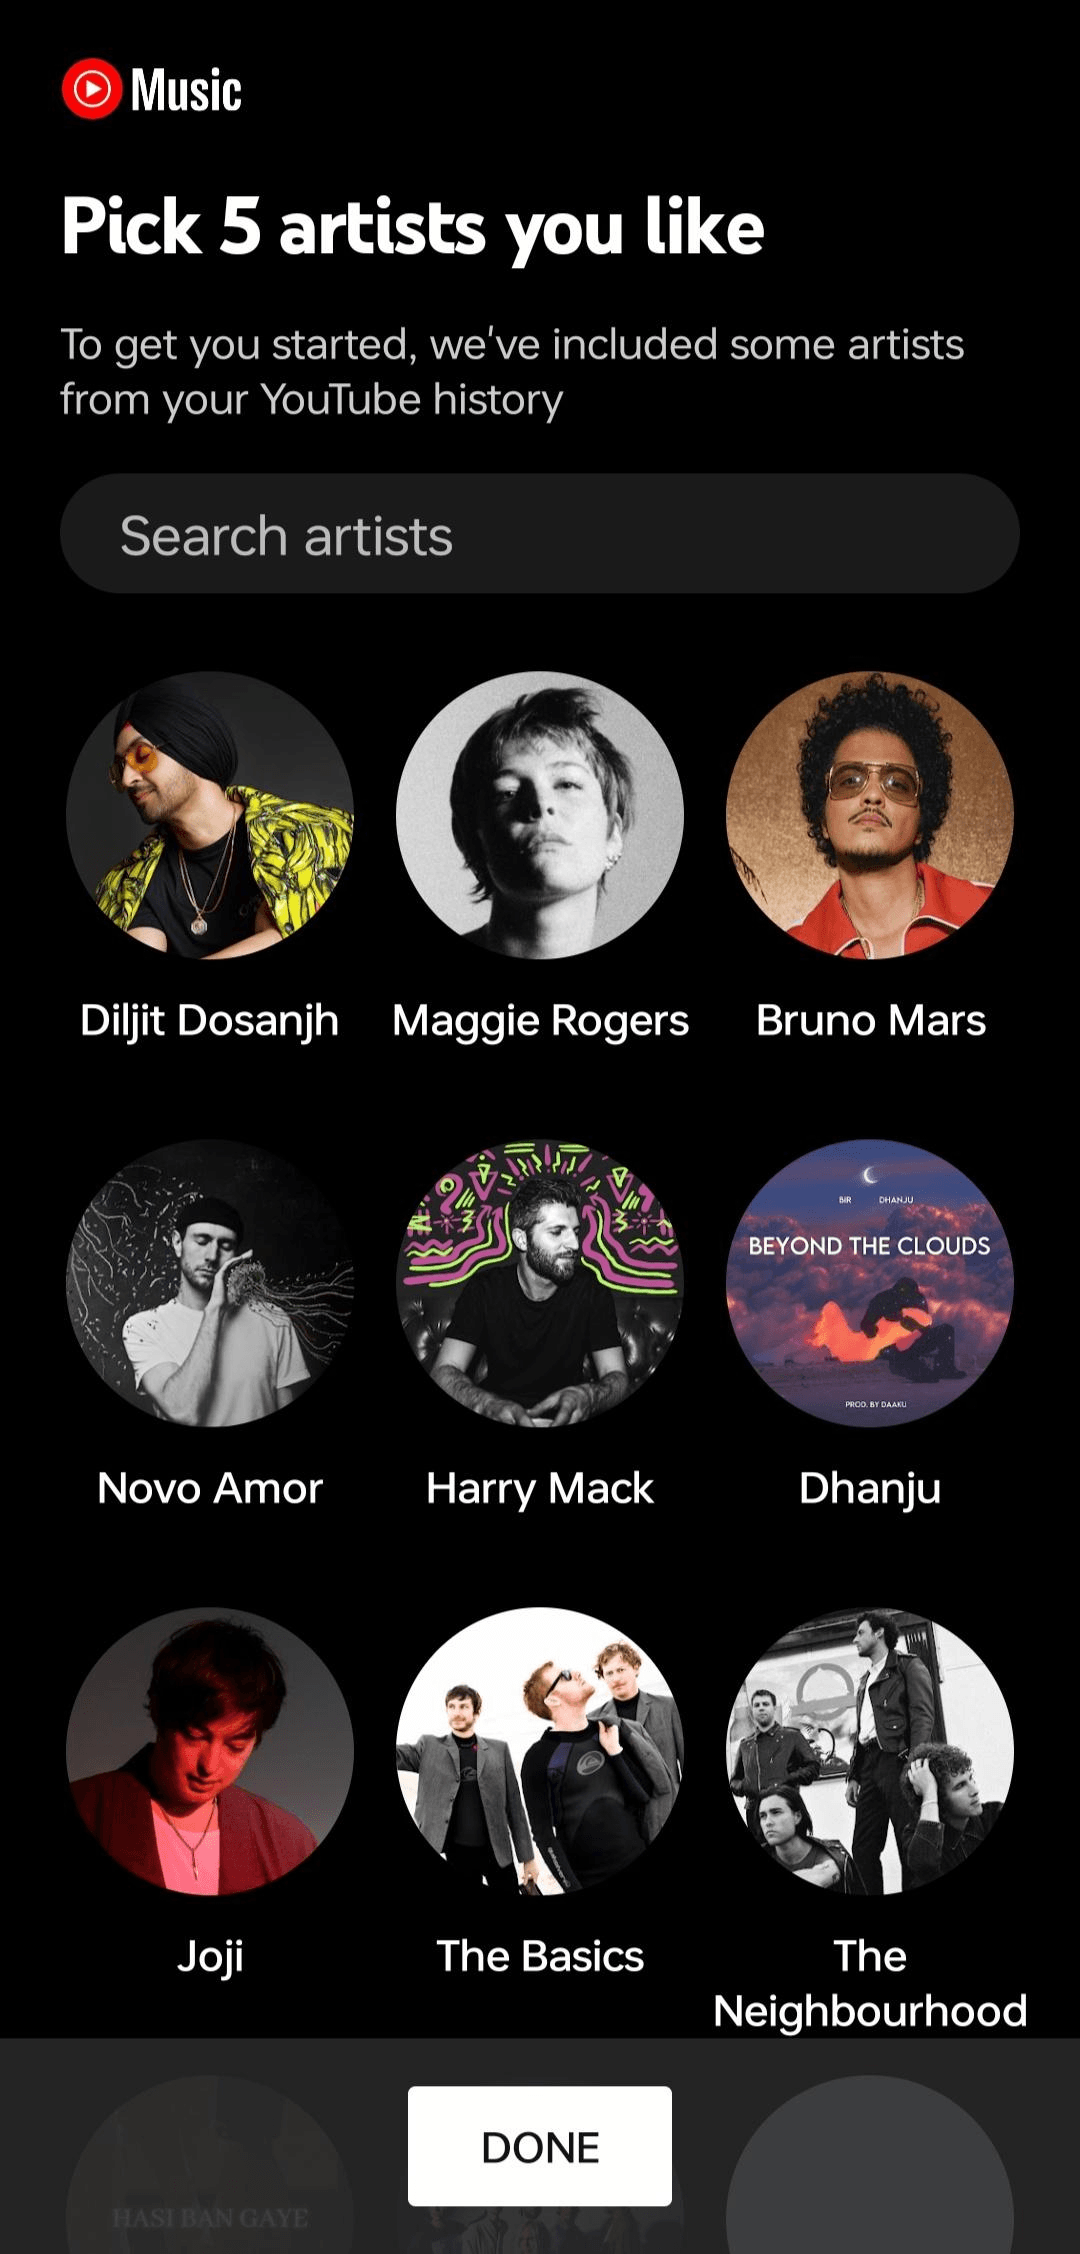 Music
Pick 5 artists you like
To get you started, we've included some artists
from your YouTube history
Search artists
Diljit Dosanjh
Maggie Rogers
Bruno Mars
BIR DHANJU
BEYOND THE CLOUDS
PROD. BY DAAKU
Novo Amor
Harry Mack
Dhanju
Joji
The Basics
The
Neighbourhood
DONE
HASI BAN GAYE